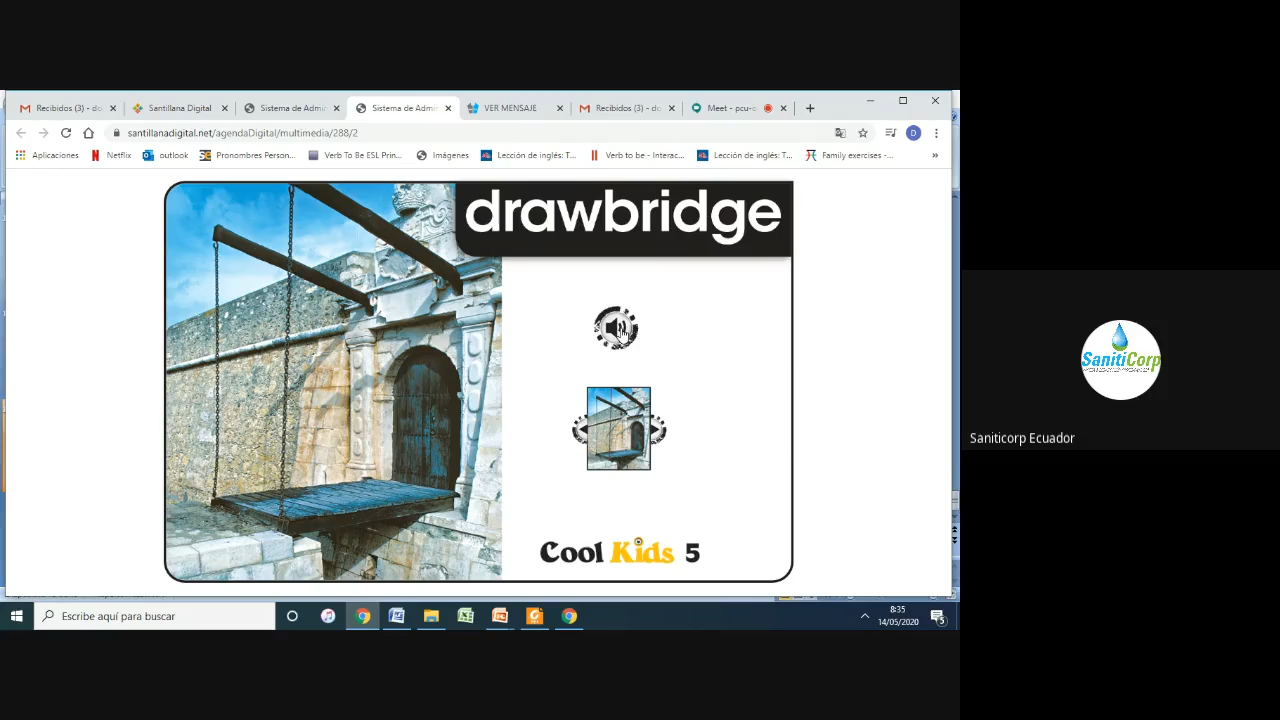 Recibidos (3) - do
Santillana Digital
Sistema de Admi
Sistema de Admi
VER MENSAJE
Recibidos (3) - do
Meet - pcu-
santillanadigital.net/agendaDigital/multimedia/288/2
D
Aplicaciones
Netflix
outlook
Pronombres Person...
Verb To Be ESL Prin...
Imágenes
Lección de inglés: T...
Verb to be - Interac...
Lección de inglés: T...
Family exercises -...
»
drawbridge
Cool Kids 5
SanitiCorp
Saniticorp Ecuador
Escribe aquí para buscar
8:35
14/05/2020
5